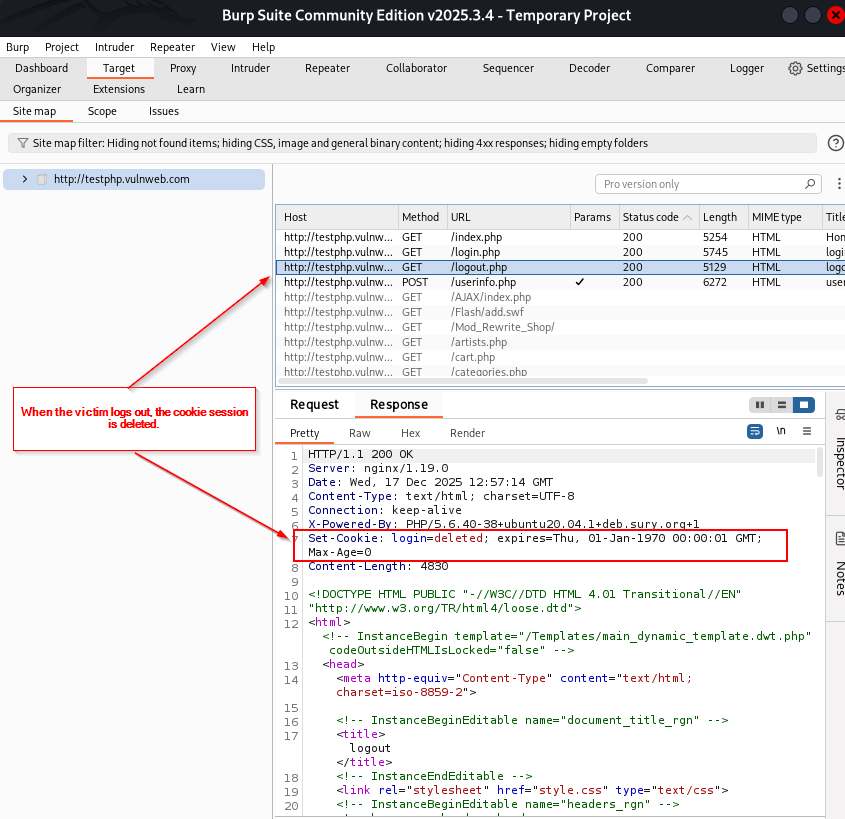 Burp Suite Community Edition v2025.3.4 - Temporary Project
Burp Project Intruder Repeater View Help
Dashboard Target Proxy Intruder Repeater Collaborator Sequencer Decoder Comparer Logger Settings
Organizer Extensions Learn
Site map Scope Issues
Site map filter: Hiding not found items; hiding CSS, image and general binary content; hiding 4xx responses; hiding empty folders
http://testphp.vulnweb.com
Pro version only
Host Method URL Params Status code Length MIME type Title
http://testphp.vulnw... GET /index.php 200 5254 HTML Hon
http://testphp.vulnw... GET /login.php 200 5745 HTML logi
http://testphp.vulnw... GET /logout.php 200 5129 HTML logo
http://testphp.vulnw... POST /userinfo.php ✓ 200 6272 HTML user
http://testphp.vulnw... GET /AJAX/index.php
http://testphp.vulnw... GET /Flash/add.swf
http://testphp.vulnw... GET /Mod_Rewrite_Shop/
http://testphp.vulnw... GET /artists.php
http://testphp.vulnw... GET /cart.php
http://testphp.vulnw... GET /categories.php
When the victim logs out, the cookie session
is deleted.
Request Response
Pretty Raw Hex Render \n
Inspector
Notes
1 HTTP/1.1 200 OK
2 Server: nginx/1.19.0
3 Date: Wed, 17 Dec 2025 12:57:14 GMT
4 Content-Type: text/html; charset=UTF-8
5 Connection: keep-alive
6 X-Powered-By: PHP/5.6.40-38+ubuntu20.04.1+deb.sury.org+1
7 Set-Cookie: login=deleted; expires=Thu, 01-Jan-1970 00:00:01 GMT;
Max-Age=0
8 Content-Length: 4830
9
10 <!DOCTYPE HTML PUBLIC "-//W3C//DTD HTML 4.01 Transitional//EN"
11 "http://www.w3.org/TR/html4/loose.dtd">
12 <html>
<!-- InstanceBegin template="/Templates/main_dynamic_template.dwt.php"
codeOutsideHTMLIsLocked="false" -->
13 <head>
14 <meta http-equiv="Content-Type" content="text/html;
charset=iso-8859-2">
15
16 <!-- InstanceBeginEditable name="document_title_rgn" -->
17 <title>
logout
</title>
18 <!-- InstanceEndEditable -->
19 <link rel="stylesheet" href="style.css" type="text/css">
20 <!-- InstanceBeginEditable name="headers_rgn" -->